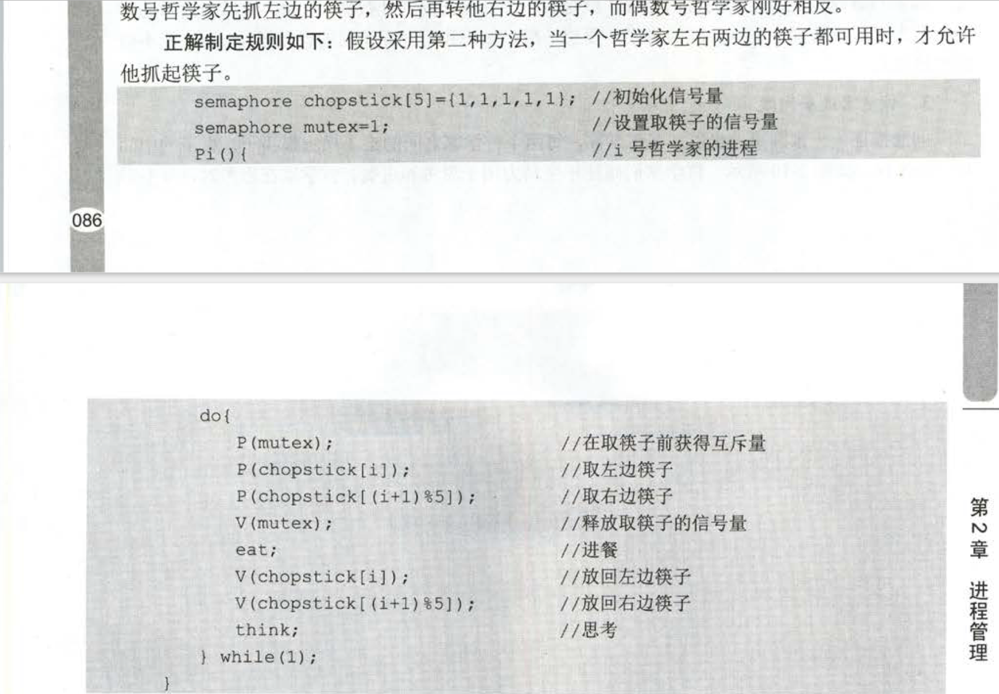 数号哲学家先抓左边的筷子，然后再转他右边的筷子，而偶数号哲学家刚好相反。
正解制定规则如下：假设采用第二种方法，当一个哲学家左右两边的筷子都可用时，才允许
他抓起筷子。
semaphore chopstick[5]={1,1,1,1,1}; //初始化信号量
semaphore mutex=1; //设置取筷子的信号量
Pi(){ //i 号哲学家的进程
086
do{
P(mutex); //在取筷子前获得互斥量
P(chopstick[i]); //取左边筷子
P(chopstick[(i+1)%5]); //取右边筷子
V(mutex); //释放取筷子的信号量
eat; //进餐
V(chopstick[i]); //放回左边筷子
V(chopstick[(i+1)%5]); //放回右边筷子
think; //思考
} while(1);
}
第2章 进程管理